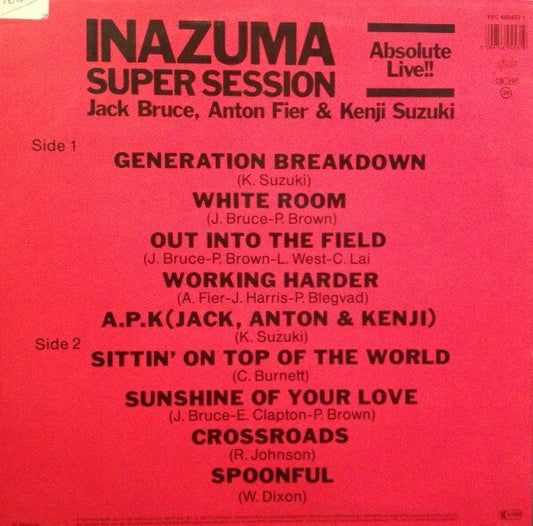 INAZUMA
SUPER SESSION
Absolute
Live!!
Jack Bruce, Anton Fier & Kenji Suzuki
Side 1
GENERATION BREAKDOWN
(K. Suzuki)
WHITE ROOM
(J. Bruce-P. Brown)
OUT INTO THE FIELD
(J. Bruce-P. Brown-L. West-C. Lai
WORKING HARDER
(A. Fier-J. Harris-P. Blegvad)
A.P.K(JACK, ANTON & KENJI)
(K. Suzuki)
Side 2
SITTIN' ON TOP OF THE WORLD
(C. Burnett)
SUNSHINE OF YOUR LOVE
(J. Bruce-E. Clapton-P. Brown)
CROSSROADS
(R. Johnson)
SPOONFUL
(W. Dixon)